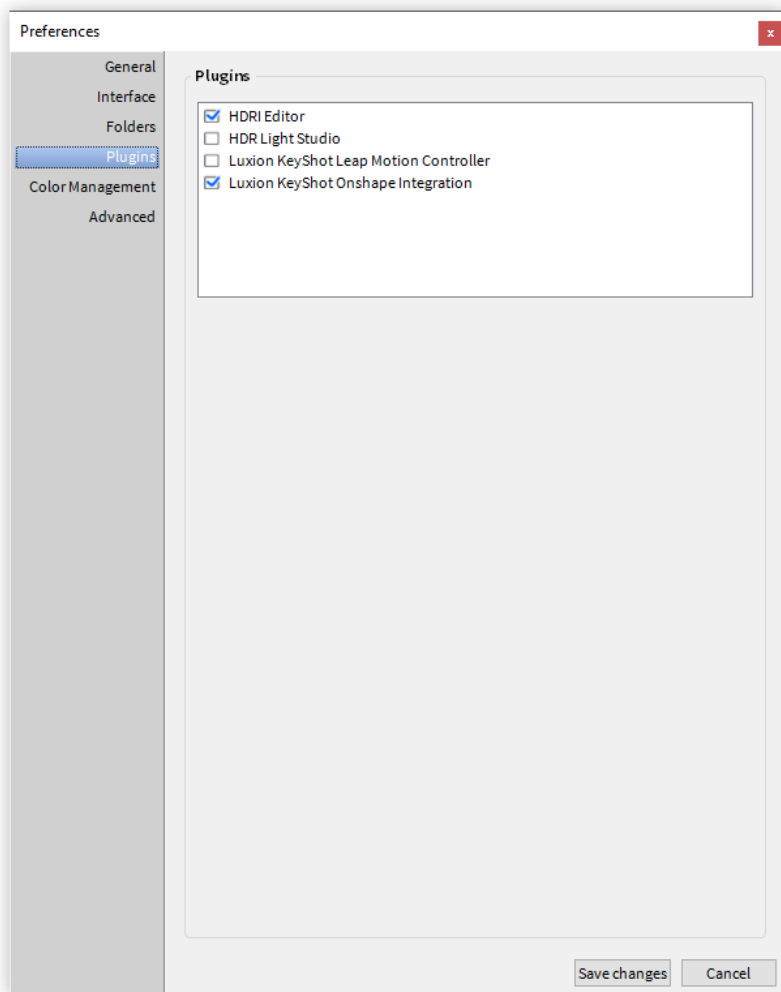 Preferences
x
General
Interface
Folders
Plugins
Color Management
Advanced
Plugins
HDRI Editor
HDR Light Studio
Luxion KeyShot Leap Motion Controller
Luxion KeyShot Onshape Integration
Save changes
Cancel